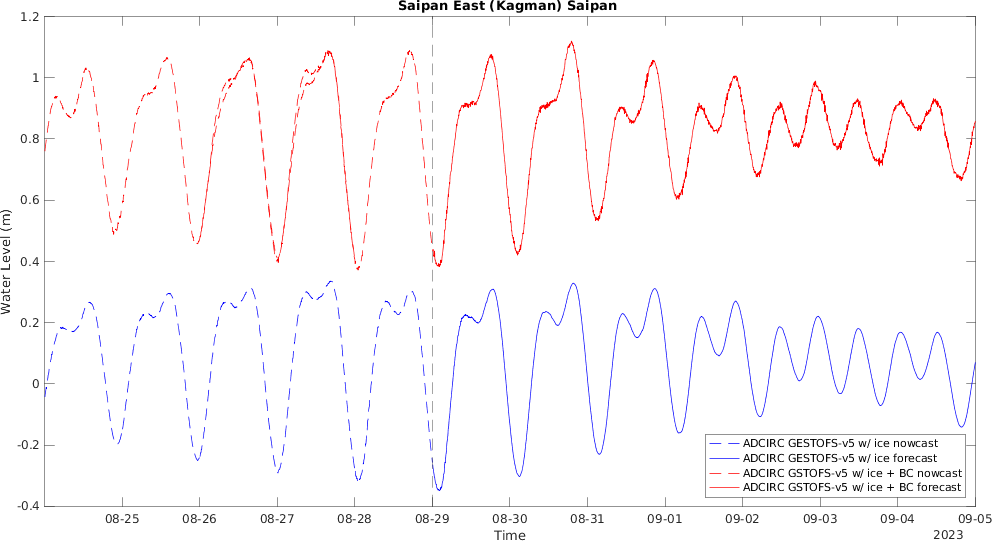 Saipan East (Kagman) Saipan
1.2
1
0.8
0.6
0.4
0.2
0
-0.2
-0.4
Water Level (m)
ADCIRC GESTOFS-v5 w/ ice nowcast
ADCIRC GESTOFS-v5 w/ ice forecast
ADCIRC GSTOFS-v5 w/ ice + BC nowcast
ADCIRC GSTOFS-v5 w/ ice + BC forecast
08-25 08-26 08-27 08-28 08-29 08-30 08-31 09-01 09-02 09-03 09-04 09-05
Time
2023